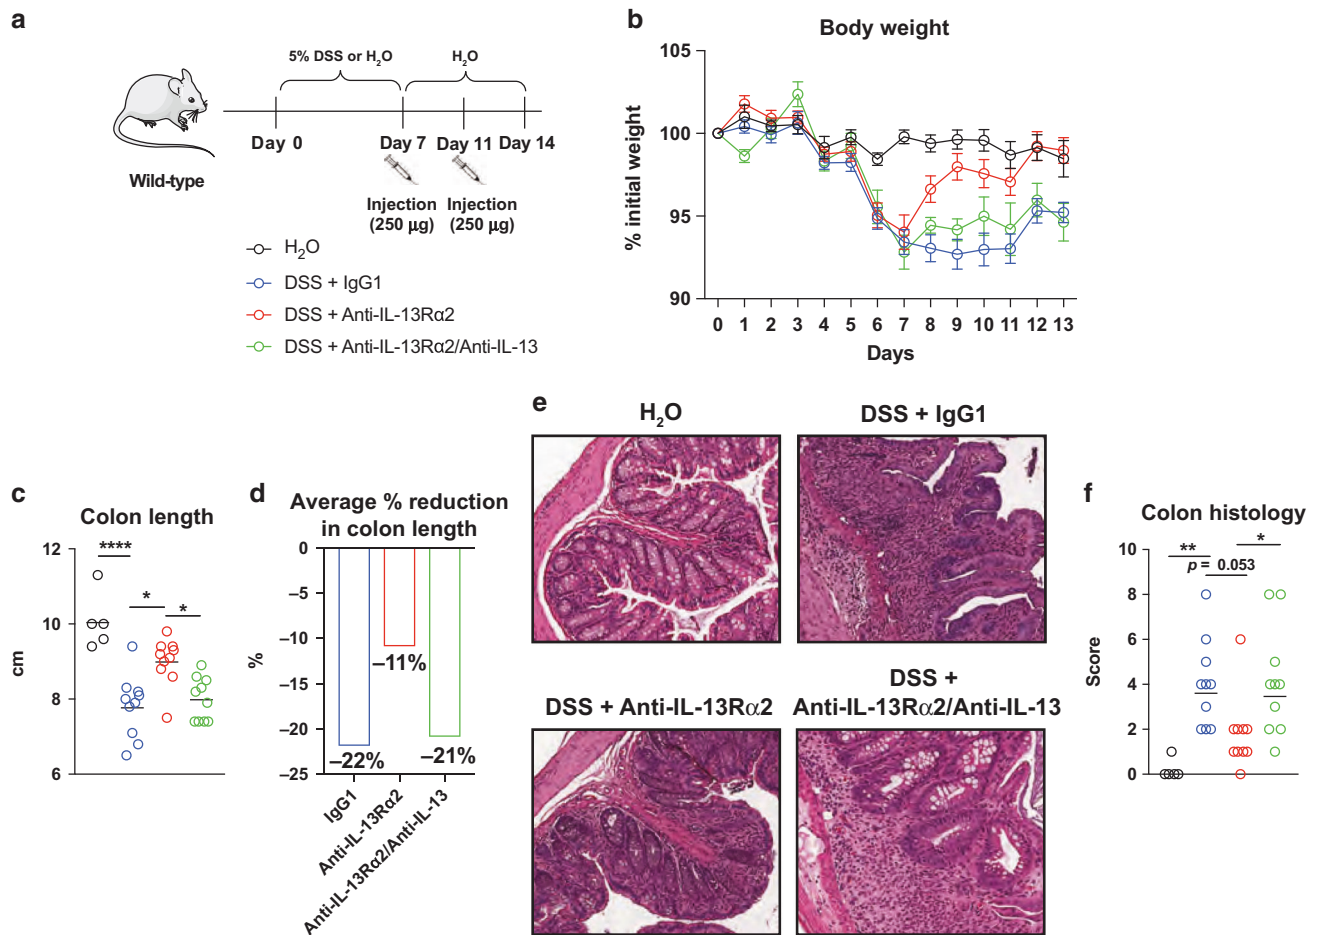 a
5% DSS or H2O
H2O
Day 0
Day 7
Day 11
Day 14
Wild-type
Injection
(250 µg)
Injection
(250 µg)
H2O
DSS + IgG1
DSS + Anti-IL-13Rα2
DSS + Anti-IL-13Rα2/Anti-IL-13
b
Body weight
% initial weight
105
100
95
90
0 1 2 3 4 5 6 7 8 9 10 11 12 13
Days
c
Colon length
cm
12
10
8
6
****
*
*
d
Average % reduction
in colon length
%
0
–5
–10
–15
–20
–25
–22%
–11%
–21%
IgG1
Anti-IL-13Rα2
Anti-IL-13Rα2/Anti-IL-13
e
H2O
DSS + IgG1
DSS + Anti-IL-13Rα2
DSS +
Anti-IL-13Rα2/Anti-IL-13
f
Colon histology
Score
10
8
6
4
2
0
**
*
p = 0.053